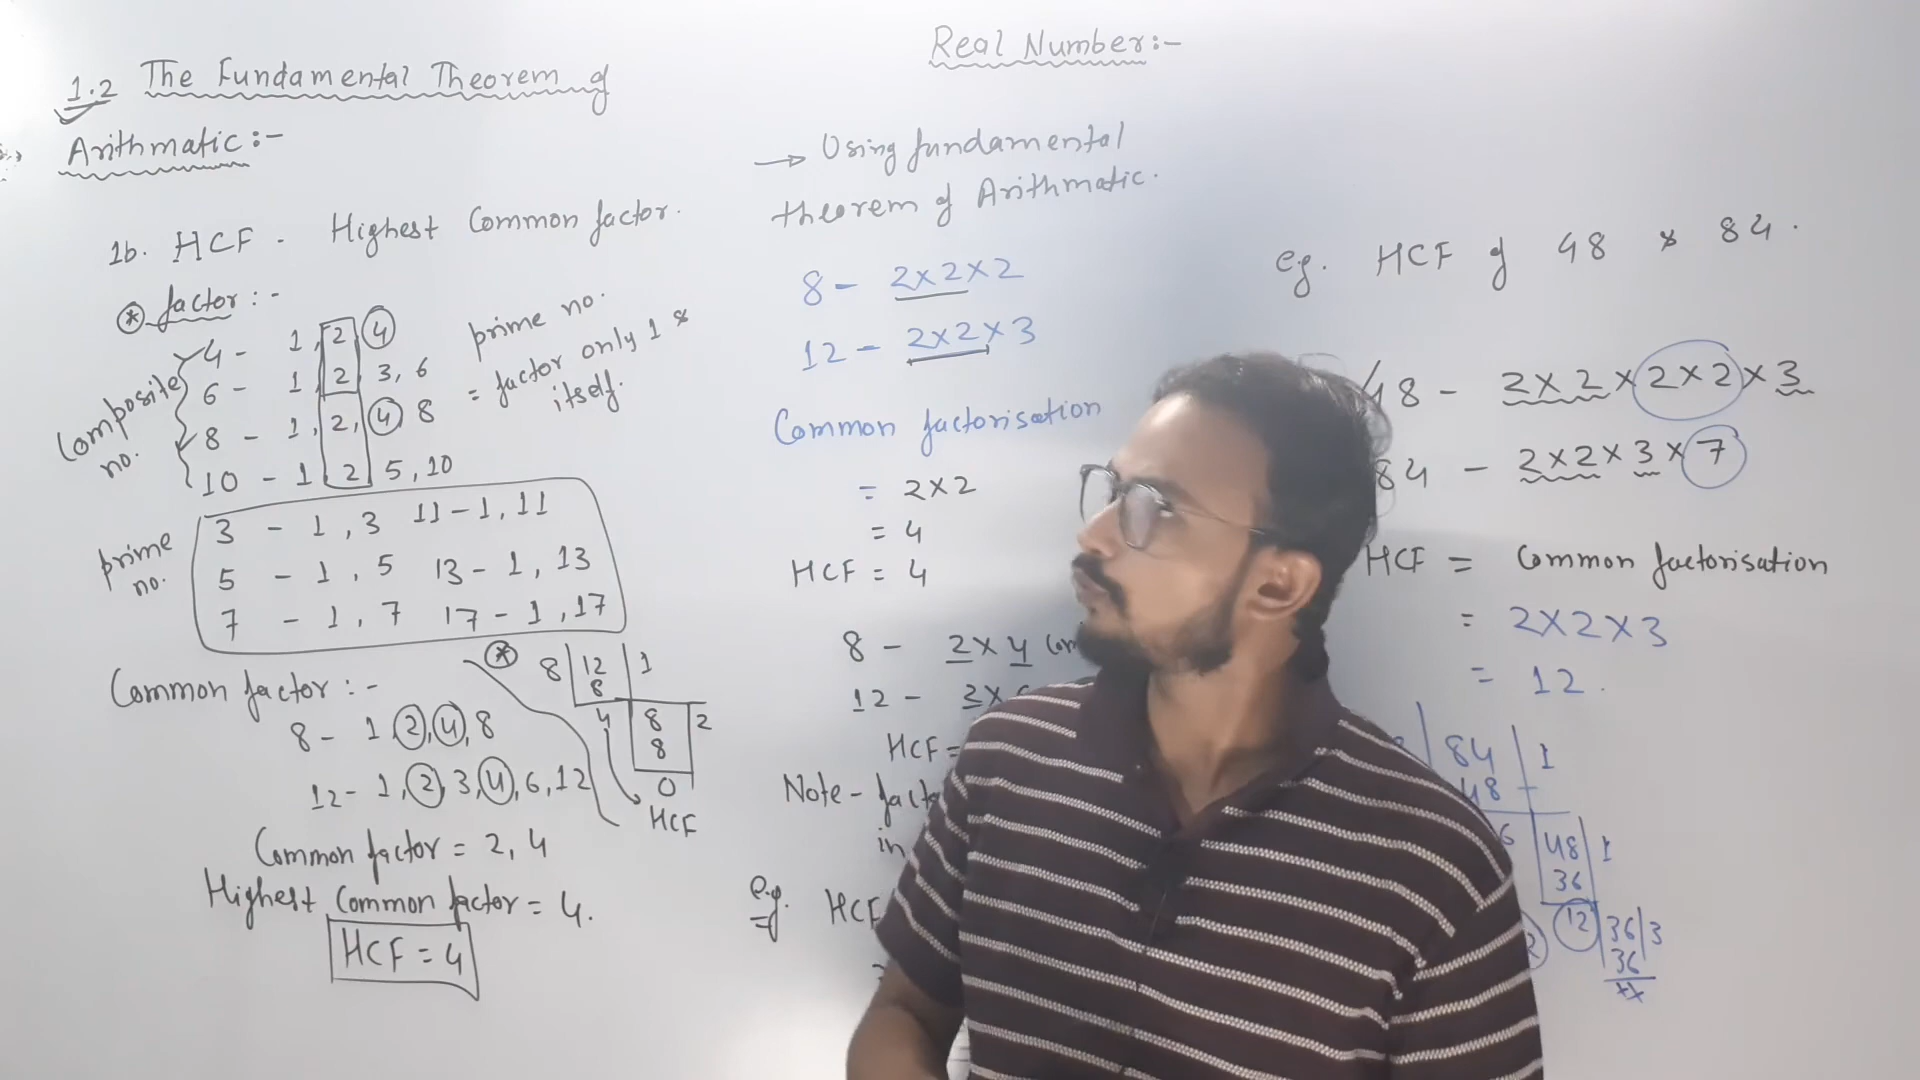 Real Number:-
1.2 The Fundamental Theorem of
Arithmatic:-
1b. HCF - Highest Common factor.
* factor :-
Composite no.
4 - 1, 2, 4
6 - 1, 2, 3, 6
8 - 1, 2, 4, 8
10 - 1, 2, 5, 10
prime no.
= factor only 1 &
itself.
prime no.
3 - 1, 3 11 - 1, 11
5 - 1, 5 13 - 1, 13
7 - 1, 7 17 - 1, 17
Common factor :-
8 - 1, 2, 4, 8
12 - 1, 2, 3, 4, 6, 12
Common factor = 2, 4
Highest Common factor = 4.
HCF = 4
*
8 | 12 | 1
8
4 | 8 | 2
8
0
HCF
→ Using fundamental
theorem of Arithmatic.
8 - 2×2×2
12 - 2×2×3
Common factorisation
= 2×2
= 4
HCF = 4
8 - 2×4
12 - 2×
HCF =
Note -
in
e.g. HCF
eg. HCF of 48 & 84.
48 - 2×2×2×2×3
84 - 2×2×3×7
HCF = Common factorisation
= 2×2×3
= 12.
84 | 1
48
6 | 48 | 1
36
12 | 36 | 3
36
××